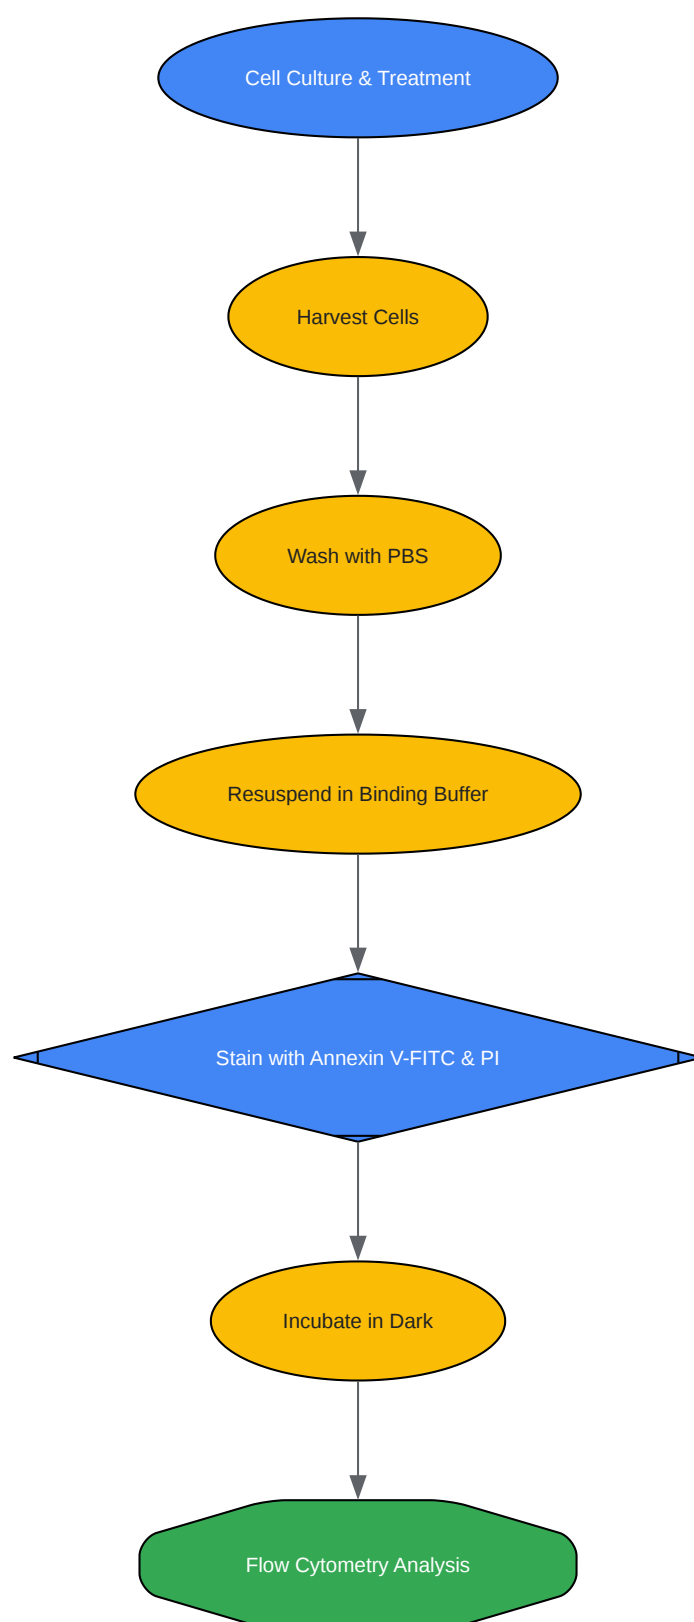 Cell Culture & Treatment
Harvest Cells
Wash with PBS
Resuspend in Binding Buffer
Stain with Annexin V-FITC & PI
Incubate in Dark
Flow Cytometry Analysis